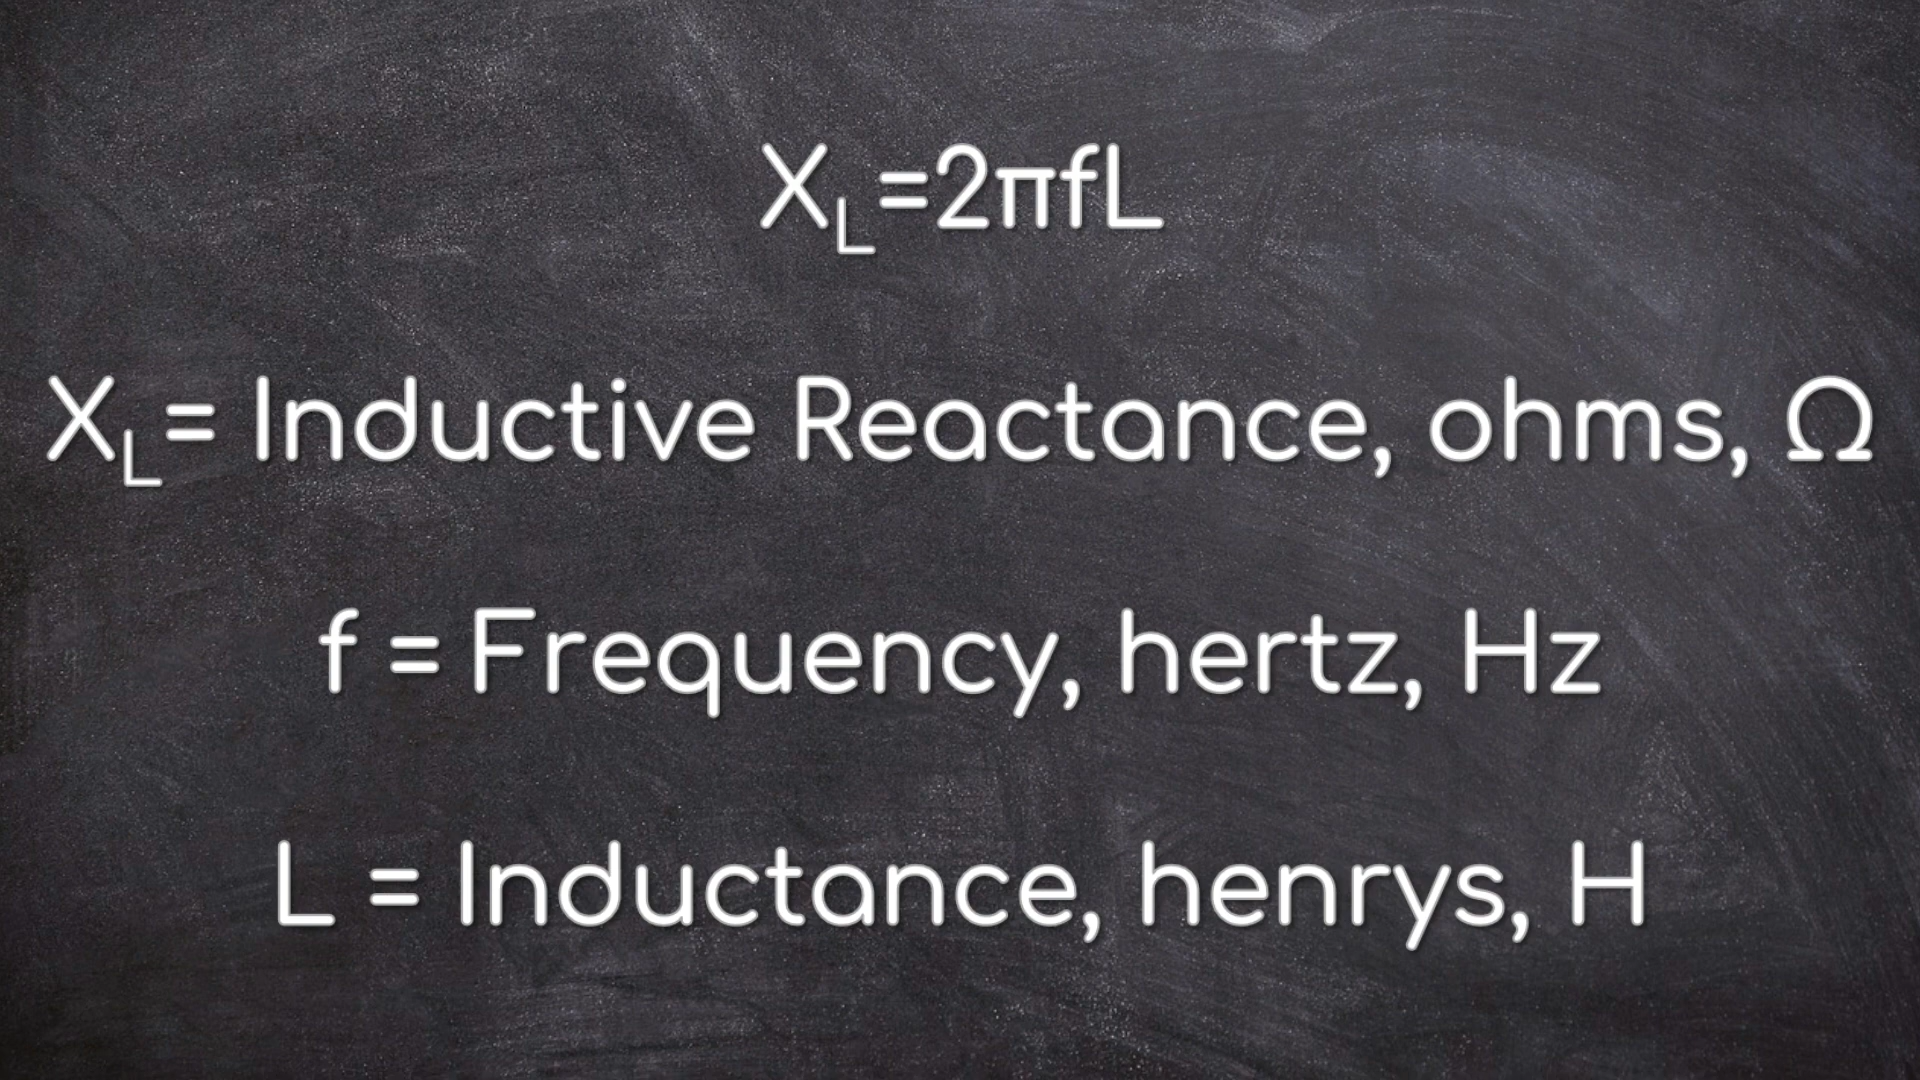 X_L=2πfL
X_L= Inductive Reactance, ohms, Ω
f = Frequency, hertz, Hz
L = Inductance, henrys, H